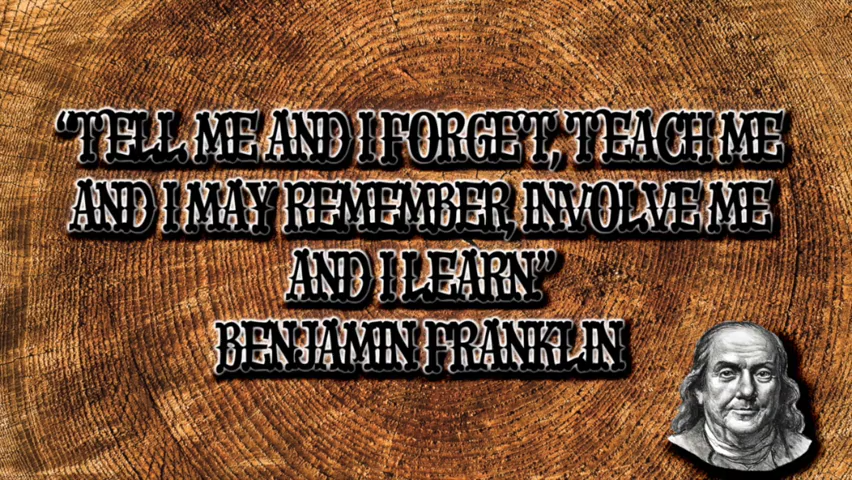 “TELL ME AND I FORGET, TEACH ME
AND I MAY REMEMBER, INVOLVE ME
AND I LEARN”
BENJAMIN FRANKLIN